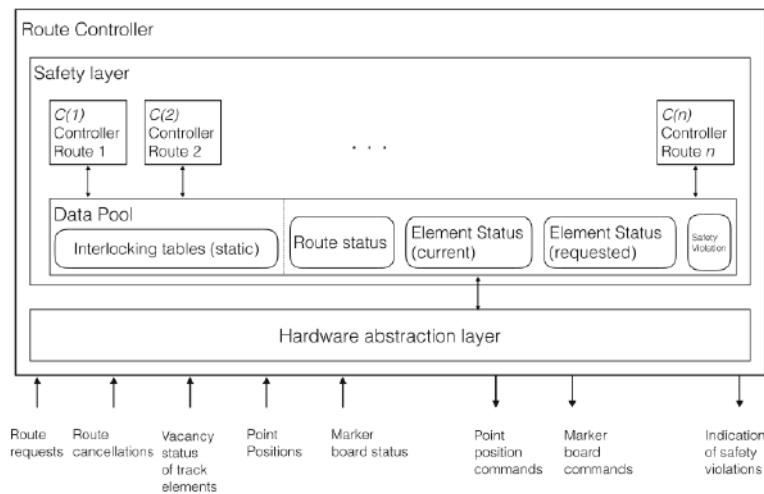 Route Controller
Safety layer
C(1)
Controller
Route 1
C(2)
Controller
Route 2
. . .
C(n)
Controller
Route n
Data Pool
Interlocking tables (static)
Route status
Element Status
(current)
Element Status
(requested)
Safety
Violation
Hardware abstraction layer
Route
requests
Route
cancellations
Vacancy
status
of track
elements
Point
Positions
Marker
board status
Point
position
commands
Marker
board
commands
Indication
of safety
violations